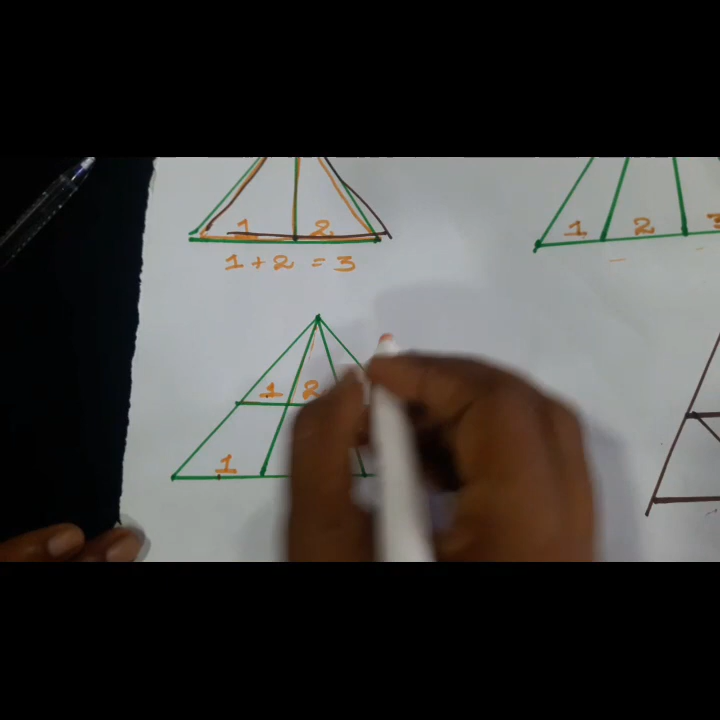 1 2
1 2 3
1 + 2 = 3
1 2
1